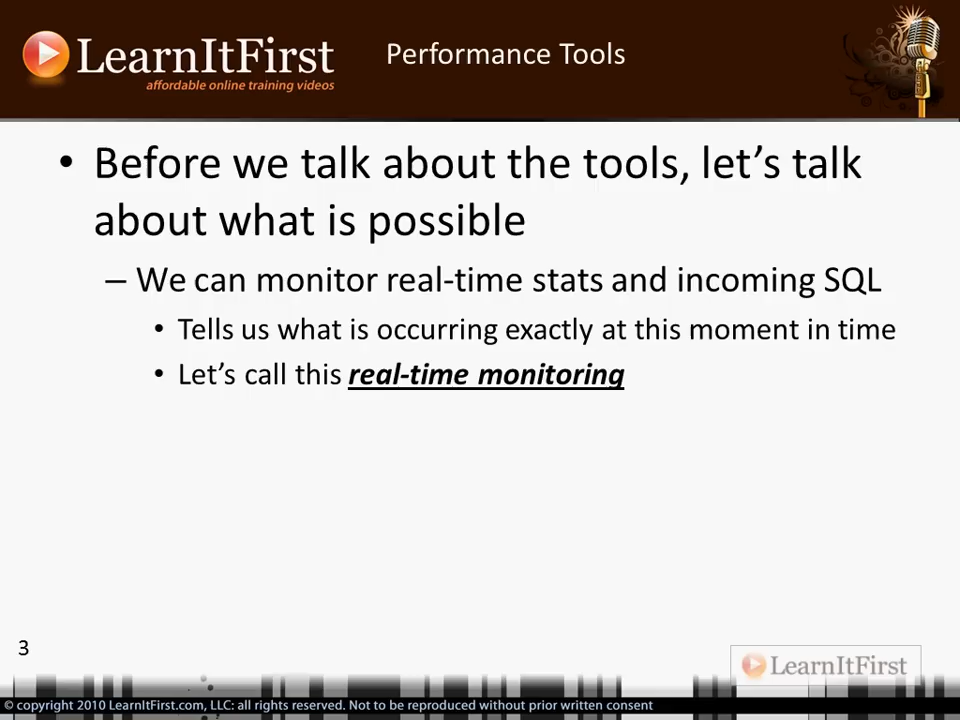 LearnItFirst
affordable online training videos
Performance Tools
• Before we talk about the tools, let’s talk
about what is possible
– We can monitor real-time stats and incoming SQL
• Tells us what is occurring exactly at this moment in time
• Let’s call this real-time monitoring
3
LearnItFirst
© copyright 2010 LearnItFirst.com, LLC: all rights reserved. Not to be reproduced without prior written consent